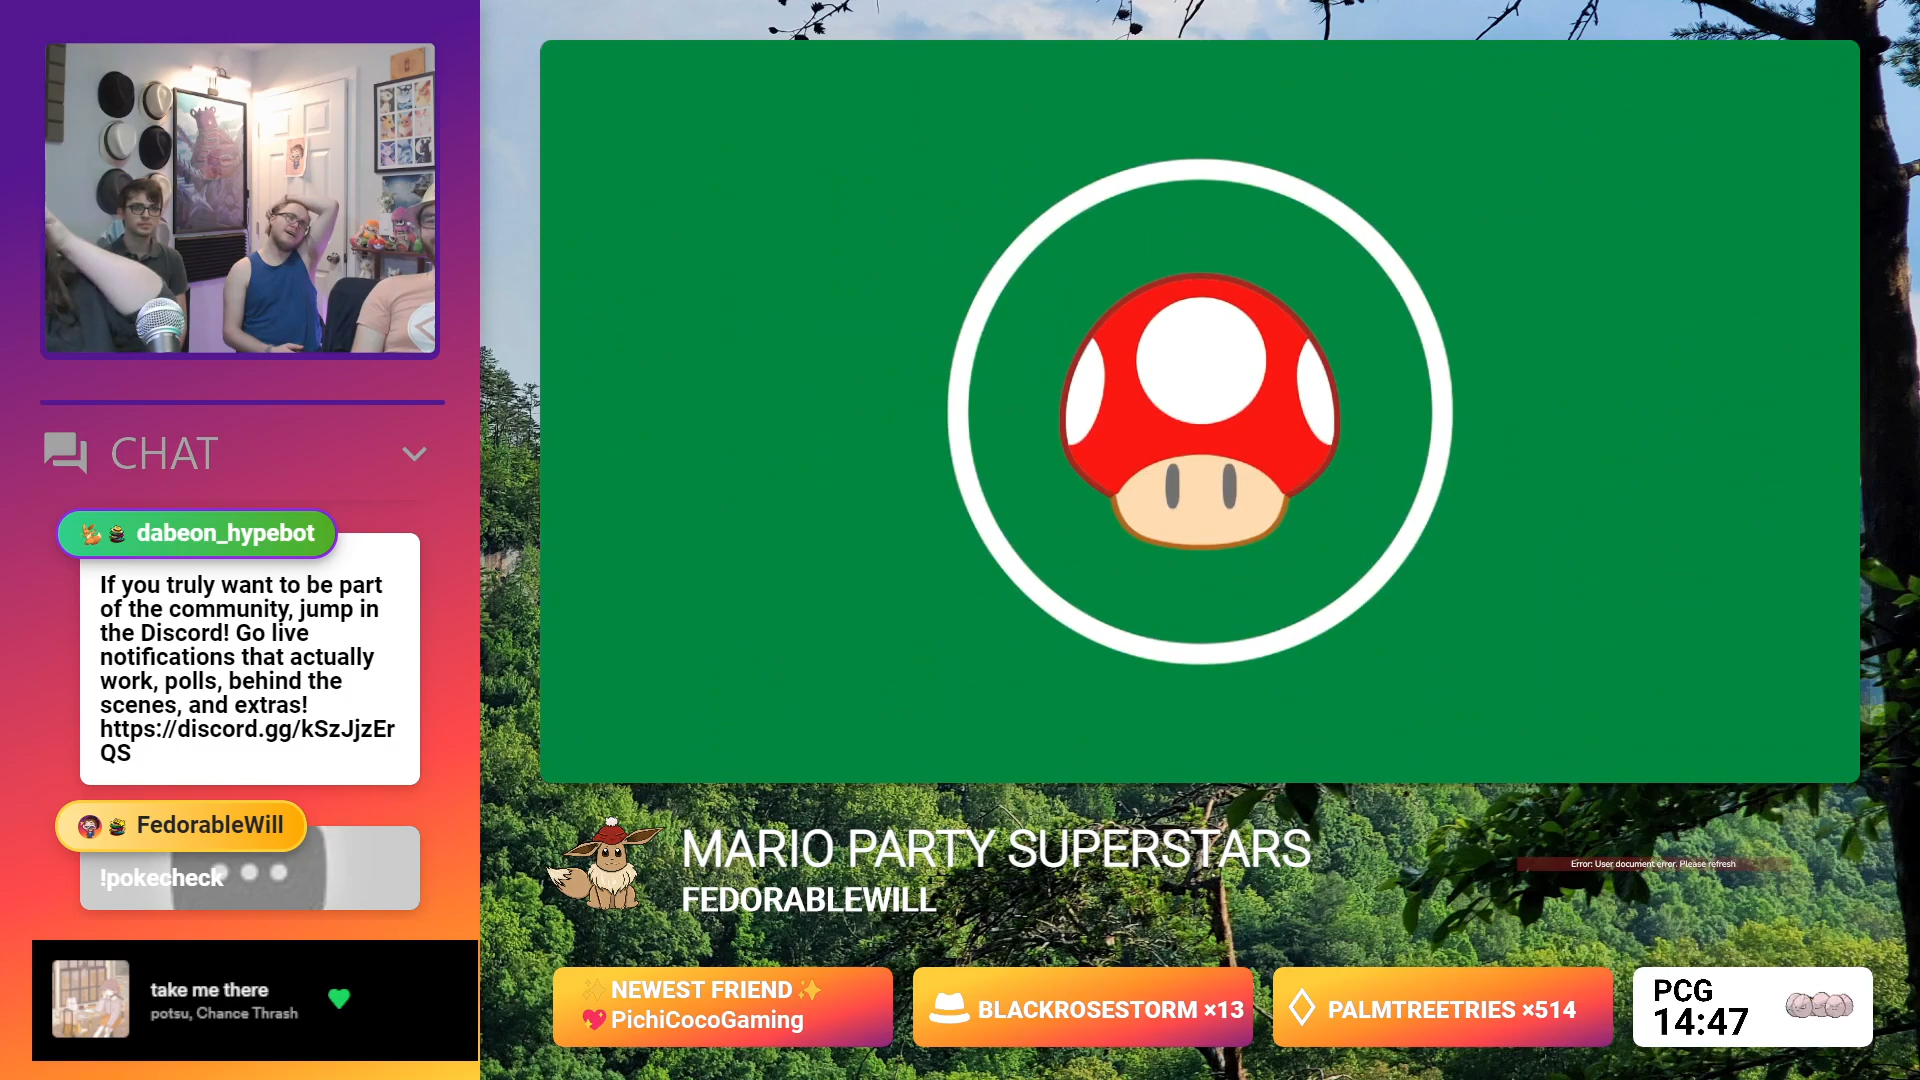 CHAT
dabeon_hypebot
If you truly want to be part
of the community, jump in
the Discord! Go live
notifications that actually
work, polls, behind the
scenes, and extras!
https://discord.gg/kSzJjzEr
QS
FedorableWill
!pokecheck
take me there
potsu, Chance Thrash
MARIO PARTY SUPERSTARS
FEDORABLEWILL
Error: User document error. Please refresh
NEWEST FRIEND
PichiCocoGaming
BLACKROSESTORM ×13
PALMTREETRIES ×514
PCG
14:47